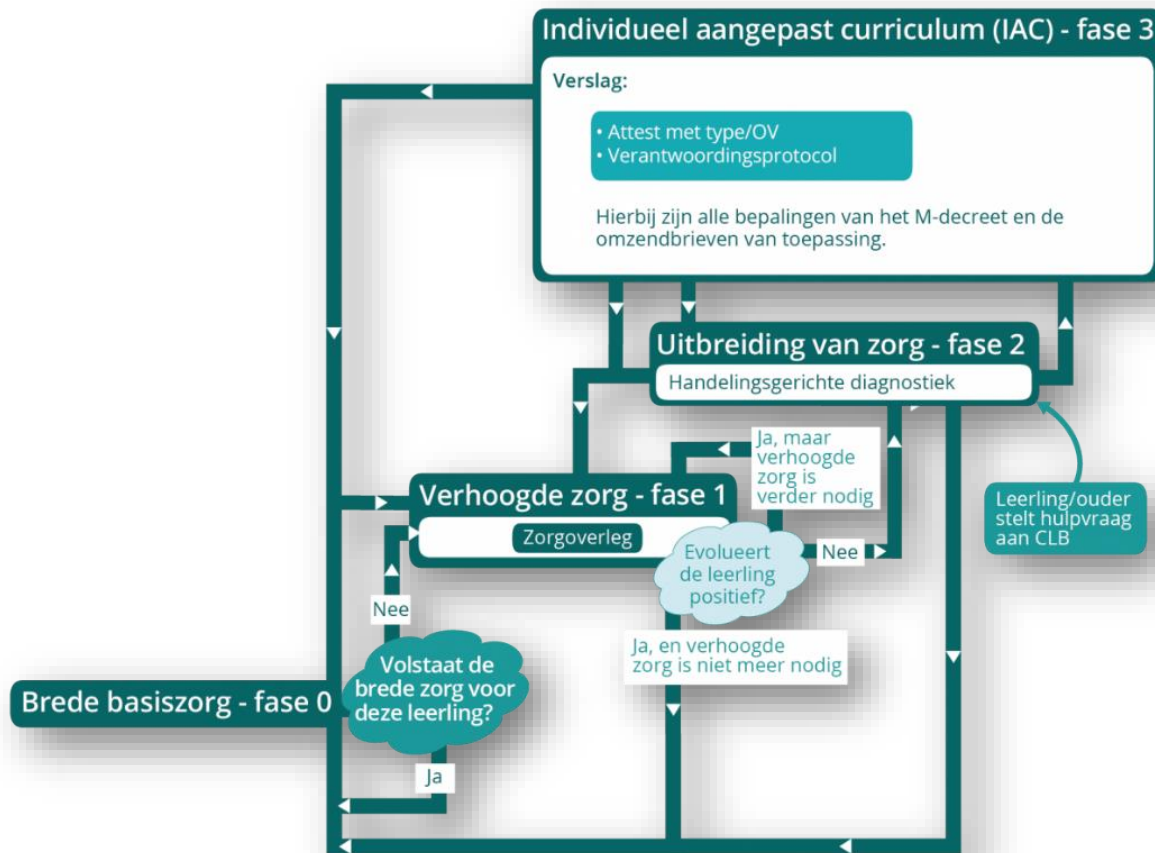 Individueel aangepast curriculum (IAC) - fase 3
Verslag:
• Attest met type/OV
• Verantwoordingsprotocol
Hierbij zijn alle bepalingen van het M-decreet en de
omzendbrieven van toepassing.
Uitbreiding van zorg - fase 2
Handelingsgerichte diagnostiek
Ja, maar
verhoogde
zorg is
verder nodig
Leerling/ouder
stelt hulpvraag
aan CLB
Verhoogde zorg - fase 1
Zorgoverleg
Evolueert
de leerling
positief?
Nee
Nee
Ja, en verhoogde
zorg is niet meer nodig
Brede basiszorg - fase 0
Volstaat de
brede zorg voor
deze leerling?
Ja